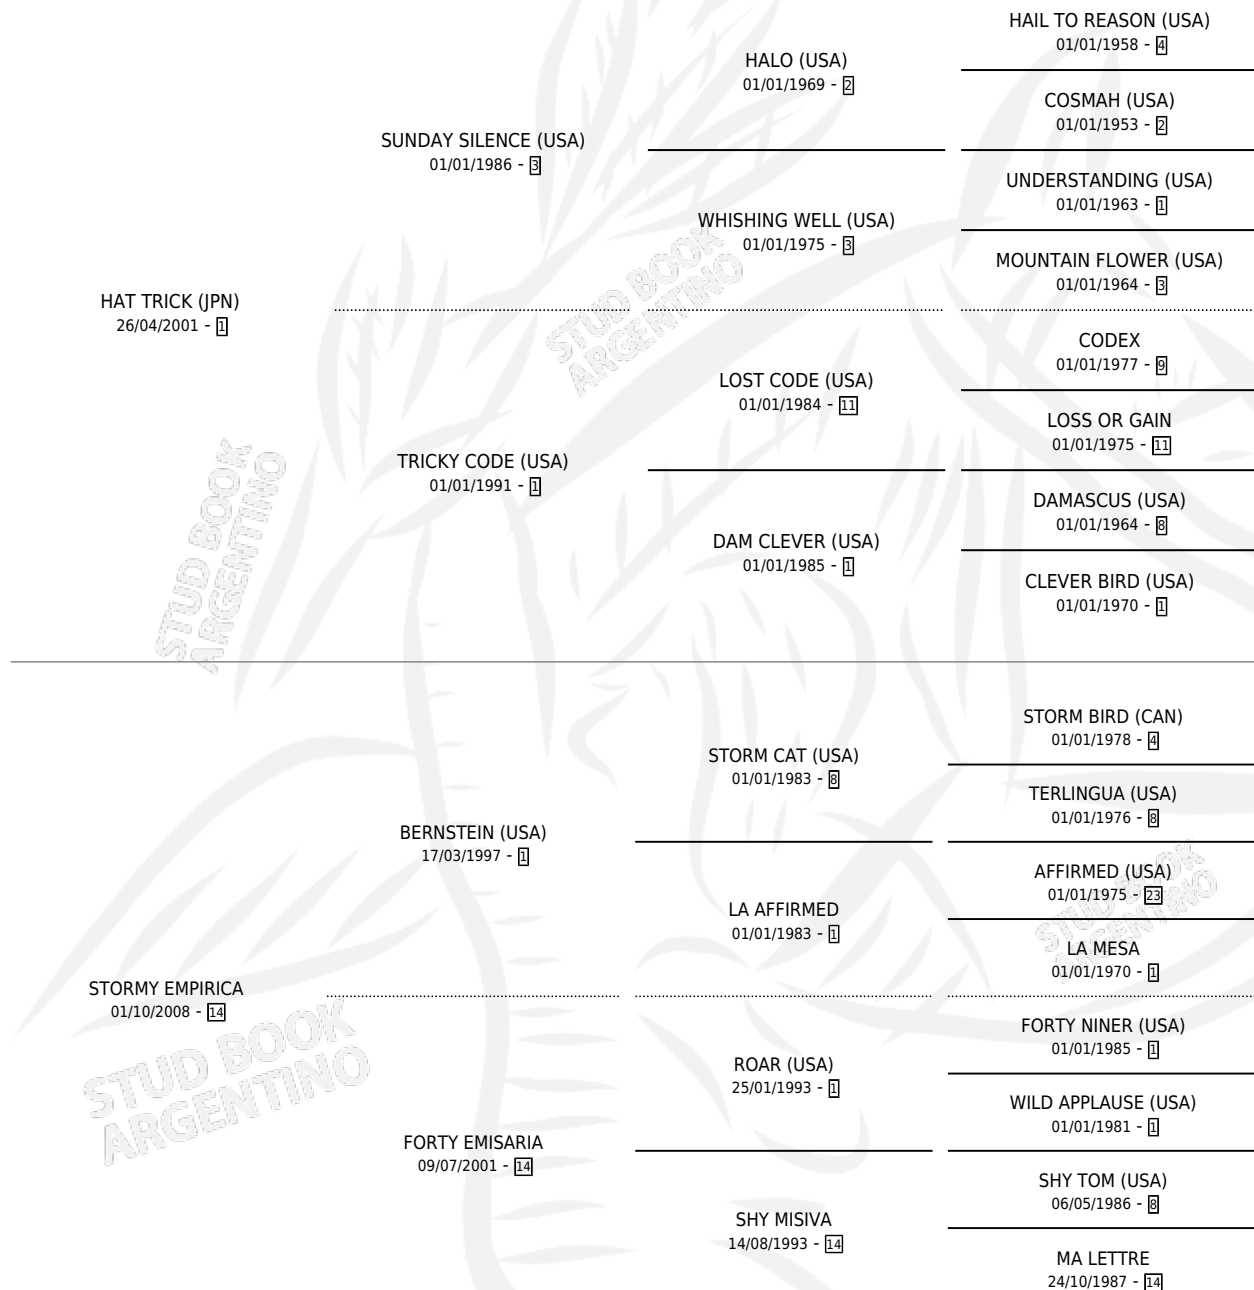 HAIL TO REASON (USA)
01/01/1958 - 4
HALO (USA)
01/01/1969 - 2
COSMAH (USA)
01/01/1953 - 2
SUNDAY SILENCE (USA)
01/01/1986 - 3
UNDERSTANDING (USA)
01/01/1963 - 1
WHISHING WELL (USA)
01/01/1975 - 3
MOUNTAIN FLOWER (USA)
01/01/1964 - 3
HAT TRICK (JPN)
26/04/2001 - 1
CODEX
01/01/1977 - 9
LOST CODE (USA)
01/01/1984 - 11
LOSS OR GAIN
01/01/1975 - 11
TRICKY CODE (USA)
01/01/1991 - 1
DAMASCUS (USA)
01/01/1964 - 8
DAM CLEVER (USA)
01/01/1985 - 1
CLEVER BIRD (USA)
01/01/1970 - 1
STORM BIRD (CAN)
01/01/1978 - 4
STORM CAT (USA)
01/01/1983 - 8
TERLINGUA (USA)
01/01/1976 - 8
BERNSTEIN (USA)
17/03/1997 - 1
AFFIRMED (USA)
01/01/1975 - 23
LA AFFIRMED
01/01/1983 - 1
LA MESA
01/01/1970 - 1
STORMY EMPIRICA
01/10/2008 - 14
FORTY NINER (USA)
01/01/1985 - 1
ROAR (USA)
25/01/1993 - 1
WILD APPLAUSE (USA)
01/01/1981 - 1
FORTY EMISARIA
09/07/2001 - 14
SHY TOM (USA)
06/05/1986 - 8
SHY MISIVA
14/08/1993 - 14
MA LETTRE
24/10/1987 - 14
STUD BOOK
ARGENTINO
STUD BOOK
ARGENTINO
STUD BOOK
ARGENTINO
STUD BOOK
ARGENTINO